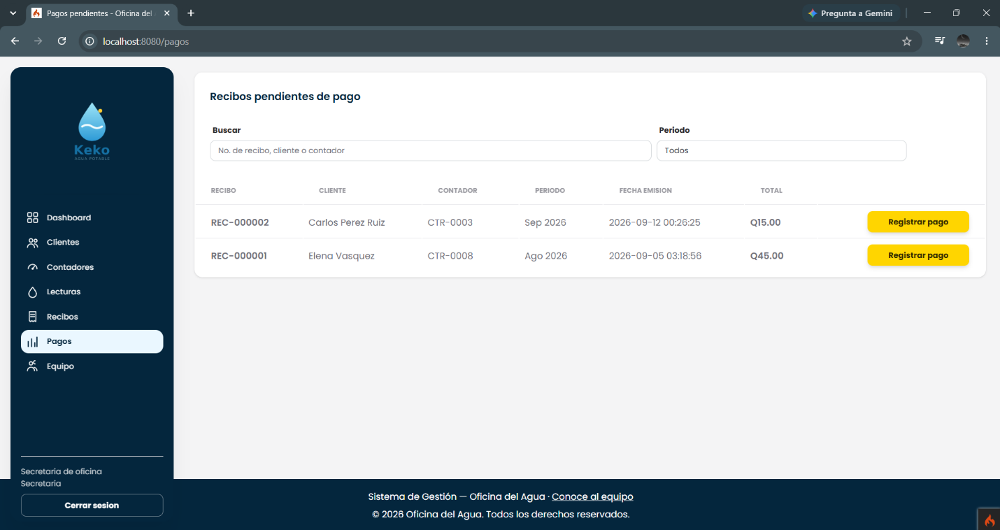 Pagos pendientes - Oficina del
Pregunta a Gemini
localhost:8080/pagos
Keko
AGUA POTABLE
Dashboard
Clientes
Contadores
Lecturas
Recibos
Pagos
Equipo
Secretaria de oficina
Secretaria
Cerrar sesion
Recibos pendientes de pago
Buscar Periodo
No. de recibo, cliente o contador Todos
RECIBO CLIENTE CONTADOR PERIODO FECHA EMISION TOTAL
REC-000002 Carlos Perez Ruiz CTR-0003 Sep 2026 2026-09-12 00:26:25 Q15.00 Registrar pago
REC-000001 Elena Vasquez CTR-0008 Ago 2026 2026-09-05 03:18:56 Q45.00 Registrar pago
Sistema de Gestión — Oficina del Agua · Conoce al equipo
© 2026 Oficina del Agua. Todos los derechos reservados.